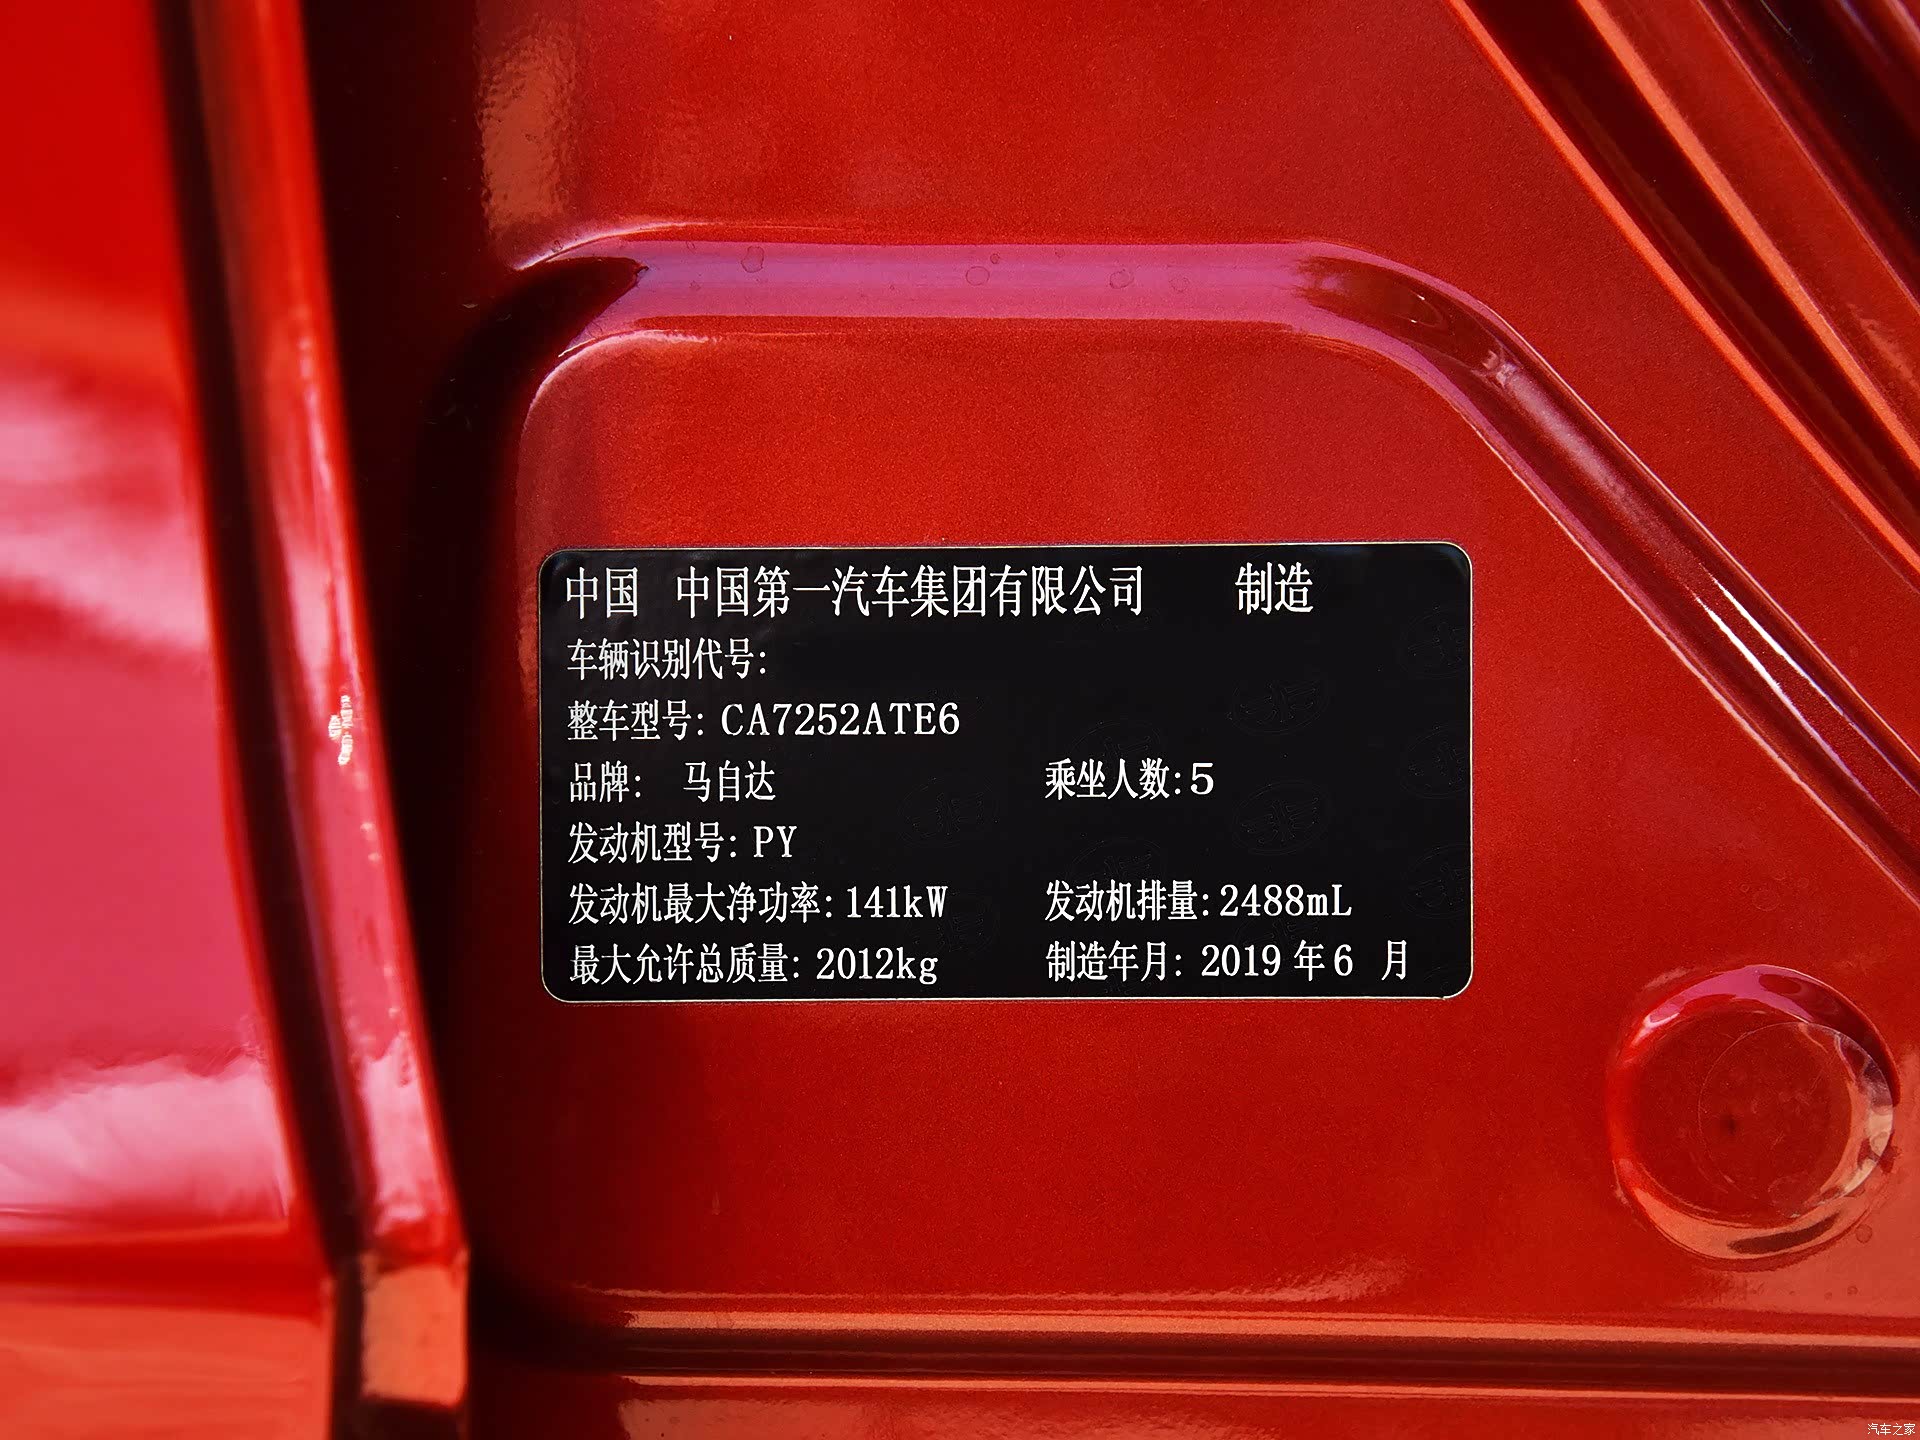 中国 中国第一汽车集团有限公司 制造
车辆识别代号:
整车型号: CA7252ATE6
品牌: 马自达 乘坐人数:5
发动机型号: PY
发动机最大净功率: 141kW 发动机排量: 2488mL
最大允许总质量: 2012kg 制造年月: 2019 年 6 月
汽车之家